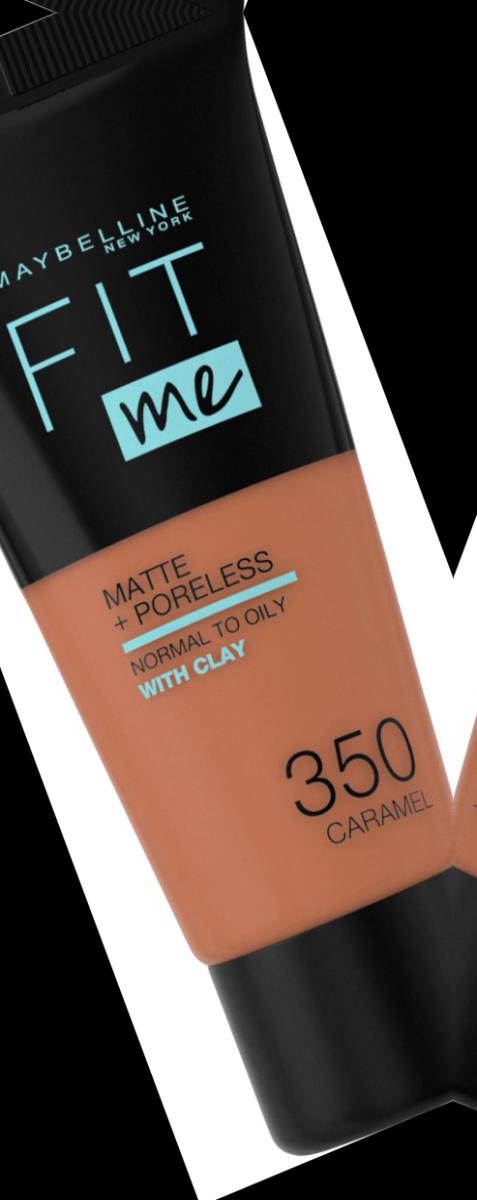 MAYBELLINE
NEW YORK
FIT
me
MATTE
+ PORELESS
NORMAL TO OILY
WITH CLAY
350
CARAMEL